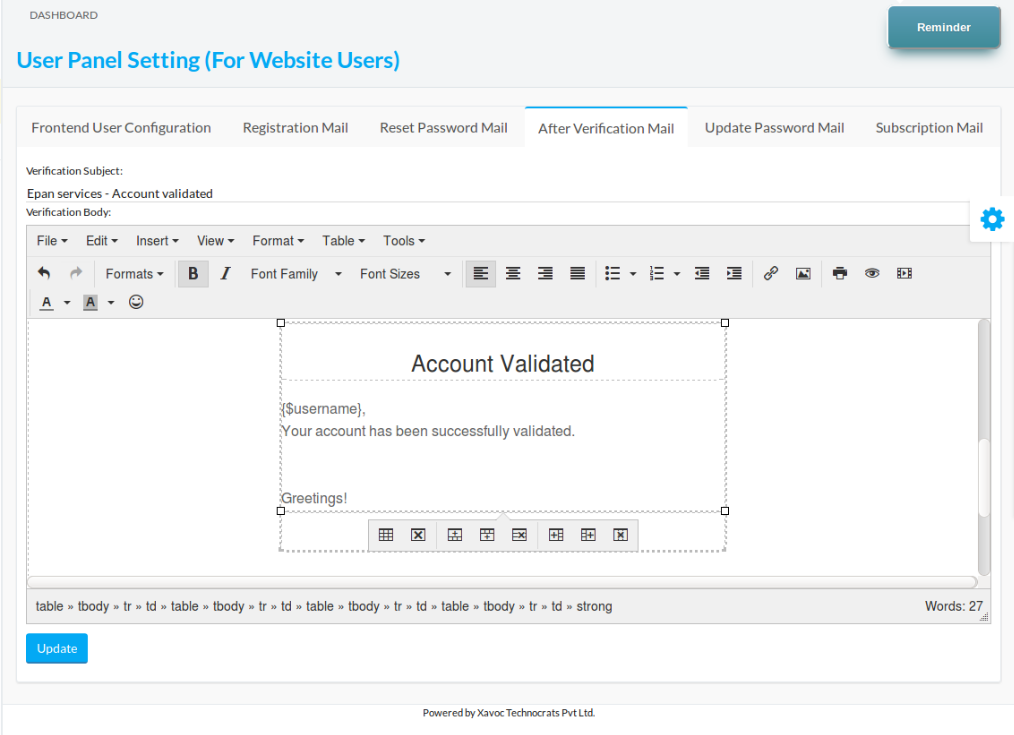 DASHBOARD
Reminder
User Panel Setting (For Website Users)
Frontend User Configuration Registration Mail Reset Password Mail After Verification Mail Update Password Mail Subscription Mail
Verification Subject:
Epan services - Account validated
Verification Body:
File Edit Insert View Format Table Tools
Formats B I Font Family Font Sizes
A A
Account Validated
{$username},
Your account has been successfully validated.
Greetings!
table » tbody » tr » td » table » tbody » tr » td » table » tbody » tr » td » table » tbody » tr » td » strong Words: 27
Update
Powered by Xavoc Technocrats Pvt Ltd.